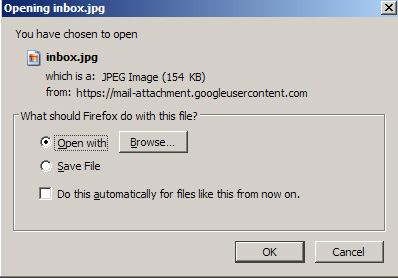 Opening inbox.jpg
You have chosen to open
inbox.jpg
which is a: JPEG Image (154 KB)
from: https://mail-attachment.googleusercontent.com
What should Firefox do with this file?
Open with Browse...
Save File
Do this automatically for files like this from now on.
OK Cancel